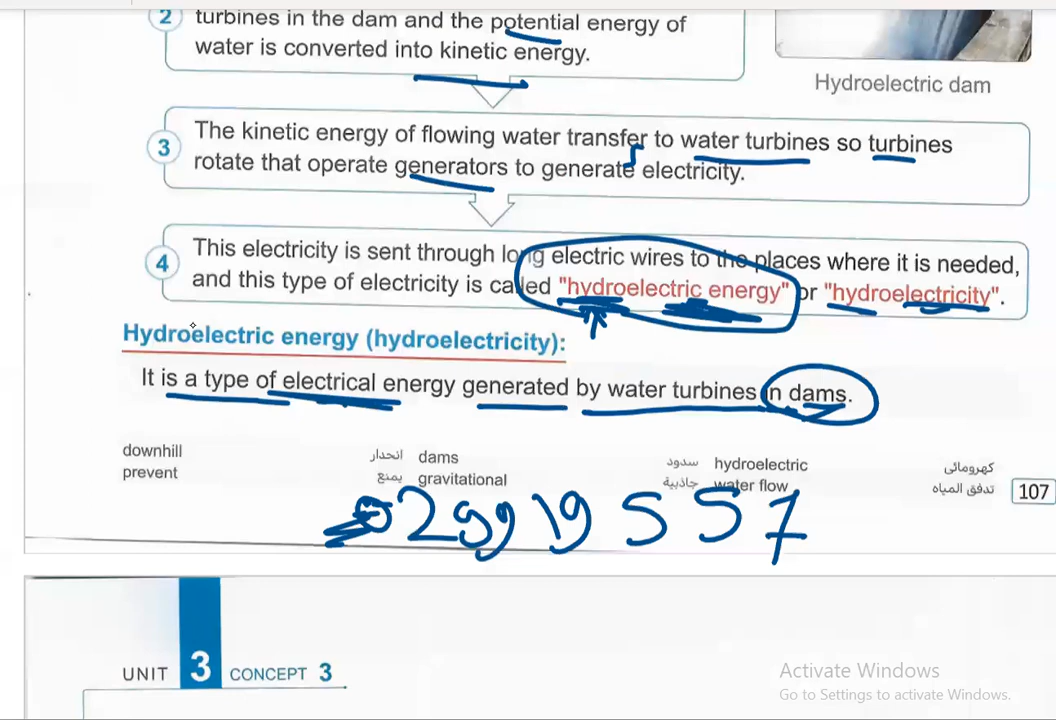 2 turbines in the dam and the potential energy of
water is converted into kinetic energy.
Hydroelectric dam
3 The kinetic energy of flowing water transfer to water turbines so turbines
rotate that operate generators to generate electricity.
4 This electricity is sent through long electric wires to the places where it is needed,
and this type of electricity is called "hydroelectric energy" or "hydroelectricity".
Hydroelectric energy (hydroelectricity):
It is a type of electrical energy generated by water turbines in dams.
downhill انحدار dams سدود hydroelectric كهرومائى
prevent يمنع gravitational جاذبية water flow تدفق المياه
107
UNIT 3 CONCEPT 3
Activate Windows
Go to Settings to activate Windows.